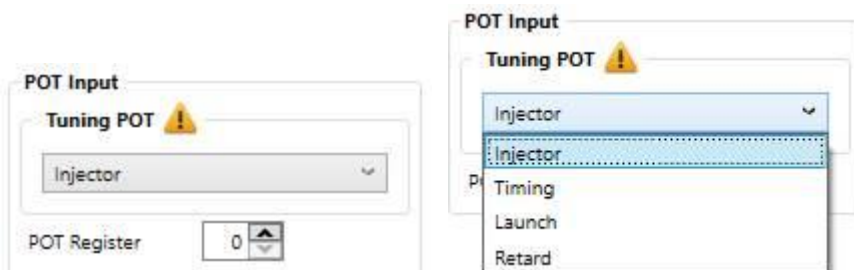 POT Input
Tuning POT
Injector
POT Register
0
POT Input
Tuning POT
Injector
Injector
Timing
Launch
Retard